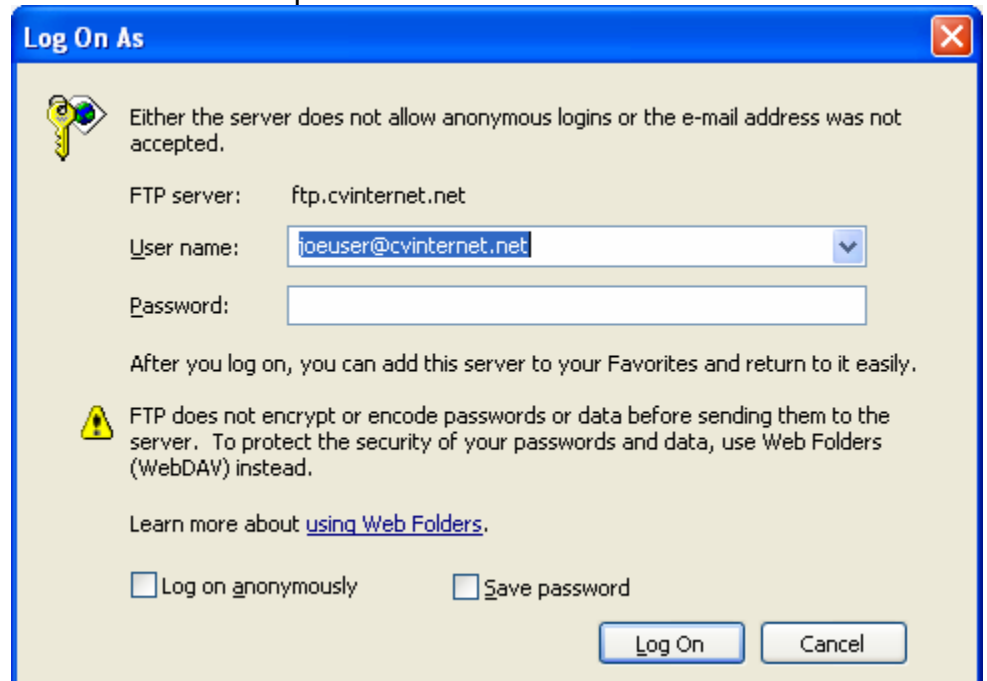 Log On As
Either the server does not allow anonymous logins or the e-mail address was not
accepted.
FTP server: ftp.cvinternet.net
User name: joeuser@cvinternet.net
Password:
After you log on, you can add this server to your Favorites and return to it easily.
FTP does not encrypt or encode passwords or data before sending them to the
server. To protect the security of your passwords and data, use Web Folders
(WebDAV) instead.
Learn more about using Web Folders.
Log on anonymously Save password
Log On Cancel